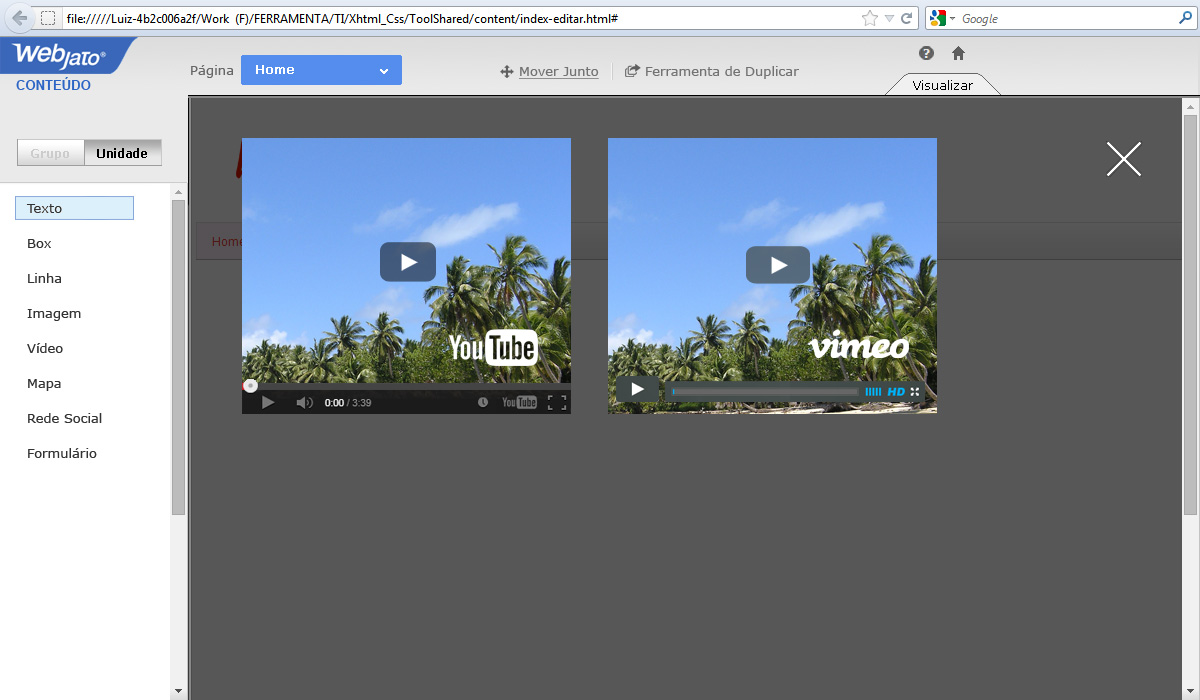 file://///Luiz-4b2c006a2f/Work (F)/FERRAMENTA/TI/Xhtml_Css/ToolShared/content/index-editar.html#
Google
Webjato®
CONTEÚDO
Página
Home
Mover Junto
Ferramenta de Duplicar
Visualizar
Grupo
Unidade
Texto
Box
Linha
Imagem
Vídeo
Mapa
Rede Social
Formulário
Home
YouTube
0:00 / 3:39
YouTube
vimeo
HD